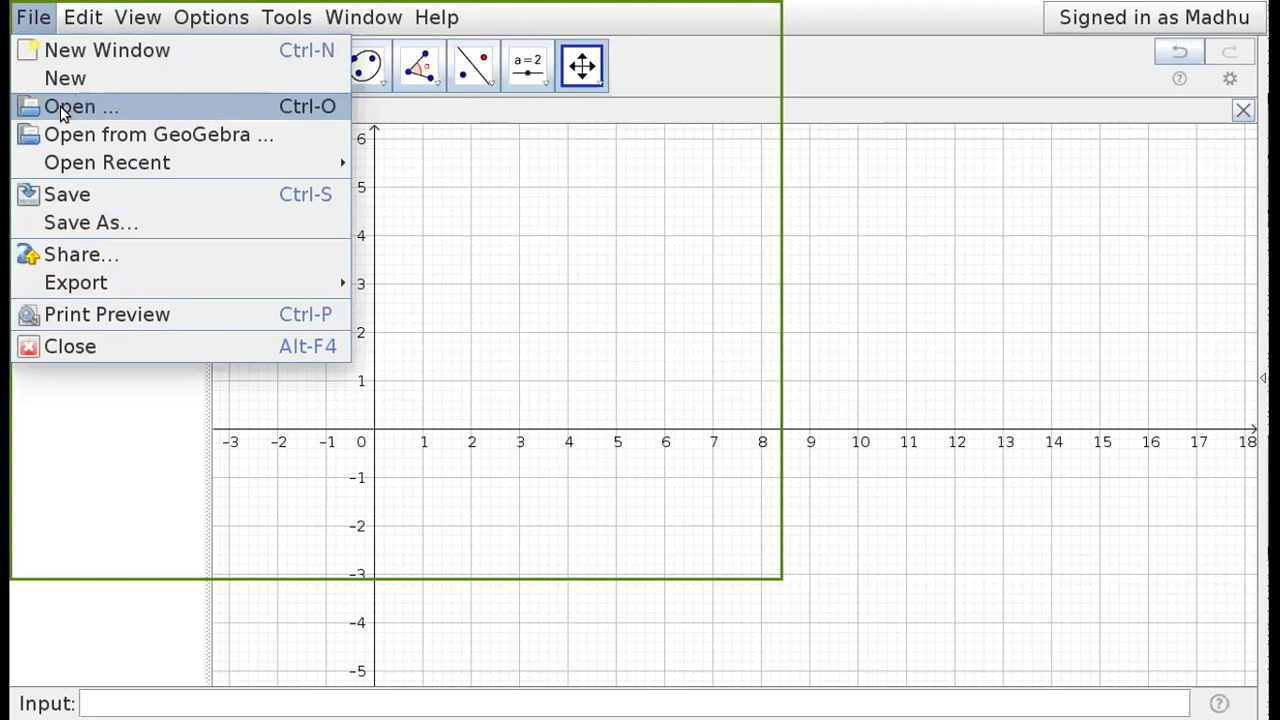 File Edit View Options Tools Window Help Signed in as Madhu
New Window Ctrl-N
New
Open ... Ctrl-O
Open from GeoGebra ...
Open Recent
Save Ctrl-S
Save As...
Share...
Export
Print Preview Ctrl-P
Close Alt-F4
α
a=2
6
5
4
3
2
1
-3 -2 -1 0 1 2 3 4 5 6 7 8 9 10 11 12 13 14 15 16 17 18
-1
-2
-3
-4
-5
Input: